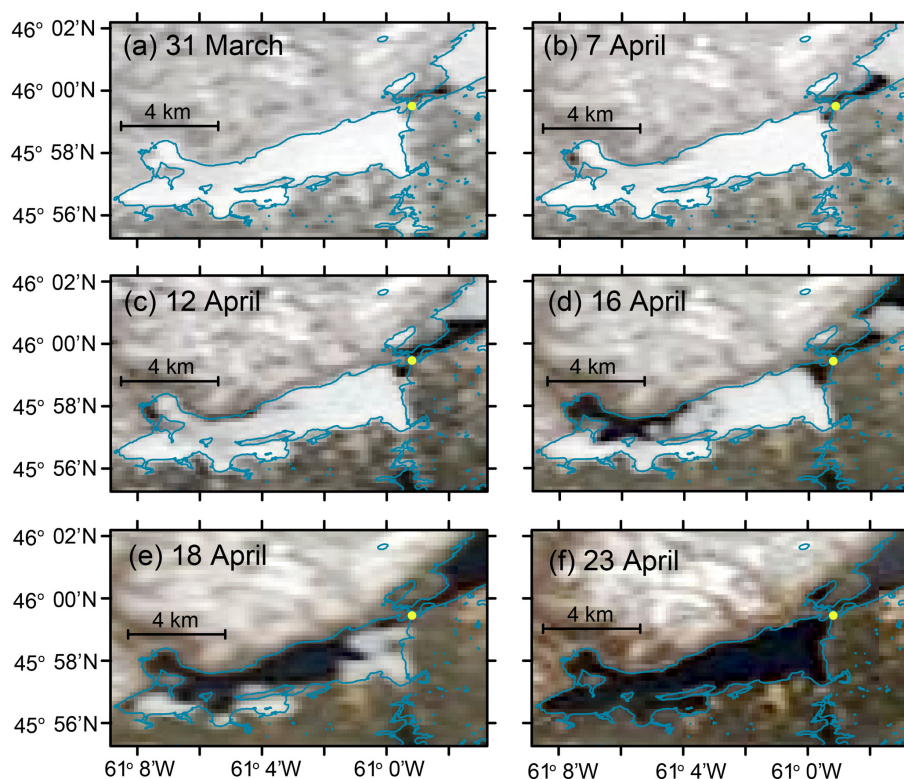 46° 02'N
46° 00'N
45° 58'N
45° 56'N
(a) 31 March
4 km
(b) 7 April
4 km
46° 02'N
46° 00'N
45° 58'N
45° 56'N
(c) 12 April
4 km
(d) 16 April
4 km
46° 02'N
46° 00'N
45° 58'N
45° 56'N
(e) 18 April
4 km
(f) 23 April
4 km
61° 8'W 61° 4'W 61° 0'W
61° 8'W 61° 4'W 61° 0'W